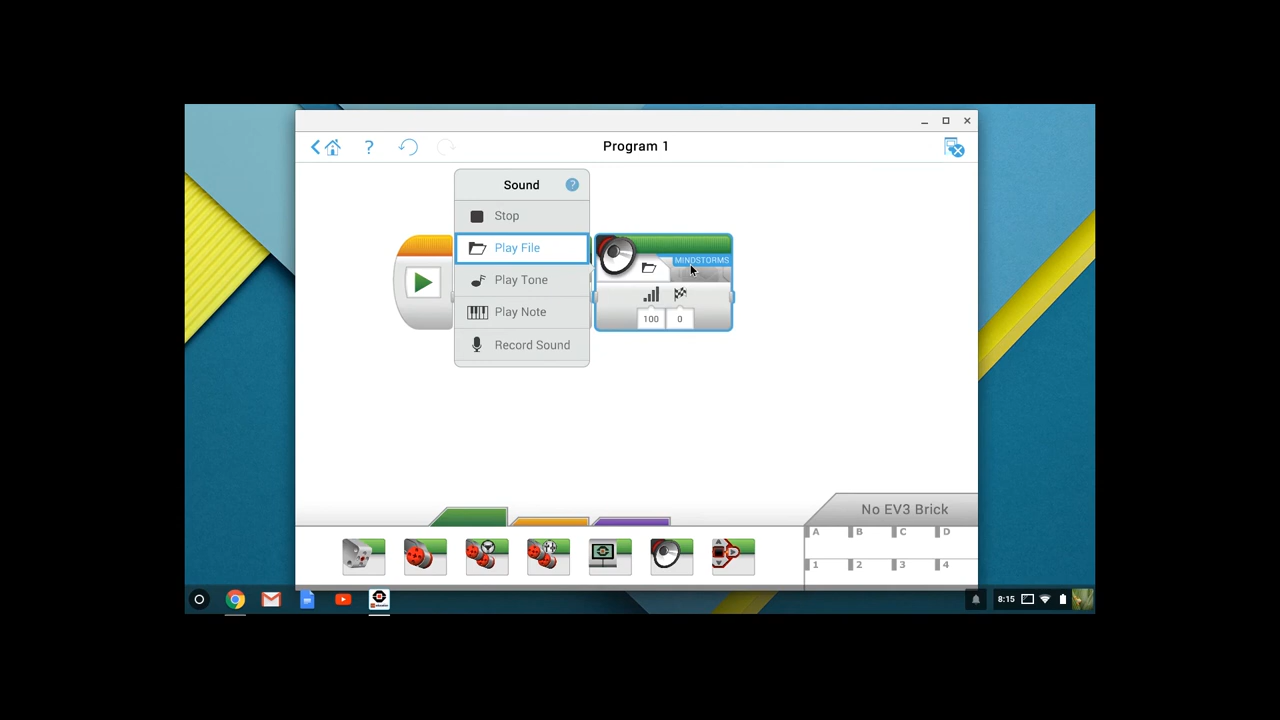 Program 1
Sound
Stop
Play File
Play Tone
Play Note
Record Sound
MINDSTORMS
100 0
No EV3 Brick
A B C D
1 2 3 4
8:15